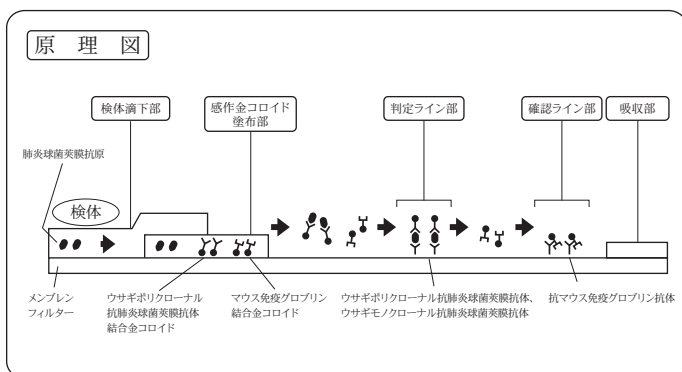 原理図
検体滴下部
感作金コロイド
塗布部
判定ライン部
確認ライン部
吸収部
肺炎球菌莢膜抗原
検体
メンブレン
フィルター
ウサギポリクローナル
抗肺炎球菌莢膜抗体
結合金コロイド
マウス免疫グロブリン
結合金コロイド
ウサギポリクローナル抗肺炎球菌莢膜抗体、
ウサギモノクローナル抗肺炎球菌莢膜抗体
抗マウス免疫グロブリン抗体